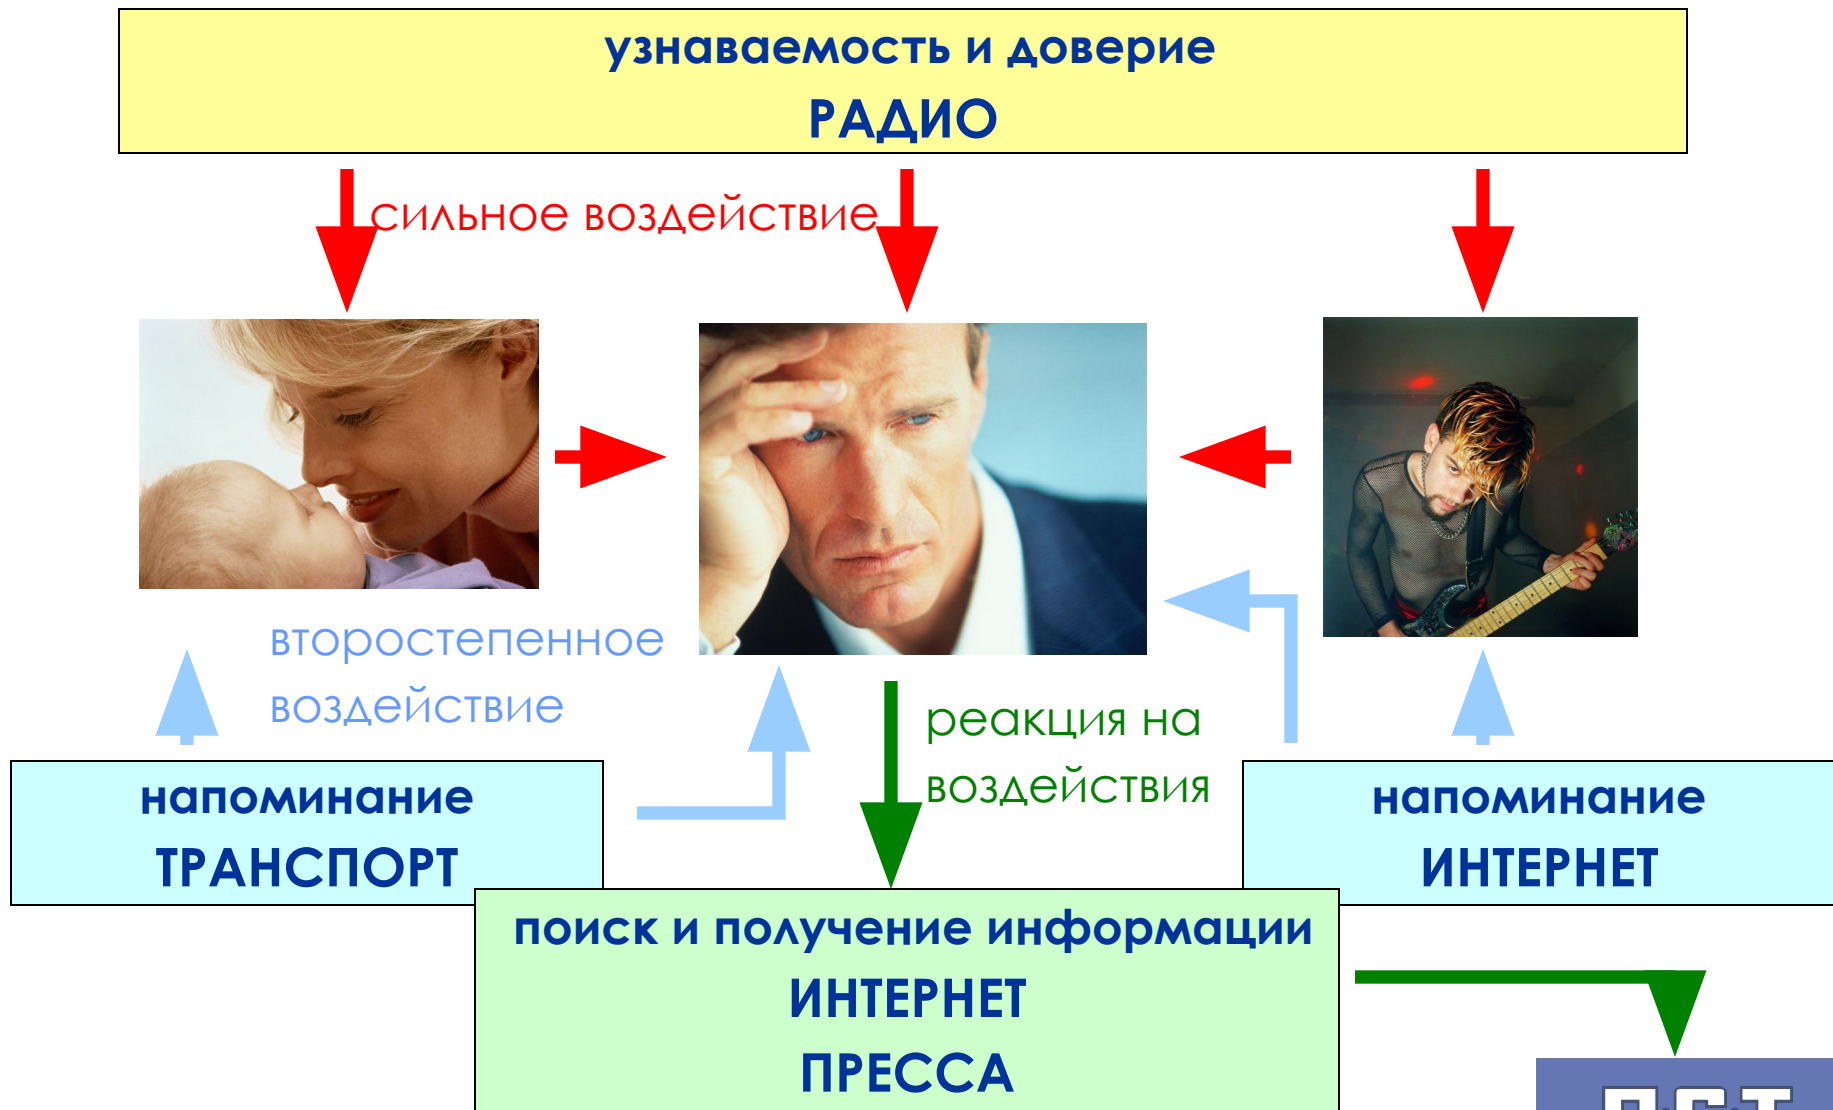 узнаваемость и доверие
РАДИО
сильное воздействие
второстепенное
воздействие
реакция на
воздействия
напоминание
ТРАНСПОРТ
напоминание
ИНТЕРНЕТ
поиск и получение информации
ИНТЕРНЕТ
ПРЕССА